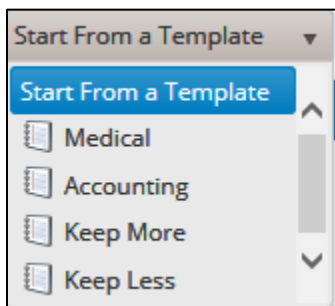 Start From a Template
Start From a Template
Medical
Accounting
Keep More
Keep Less